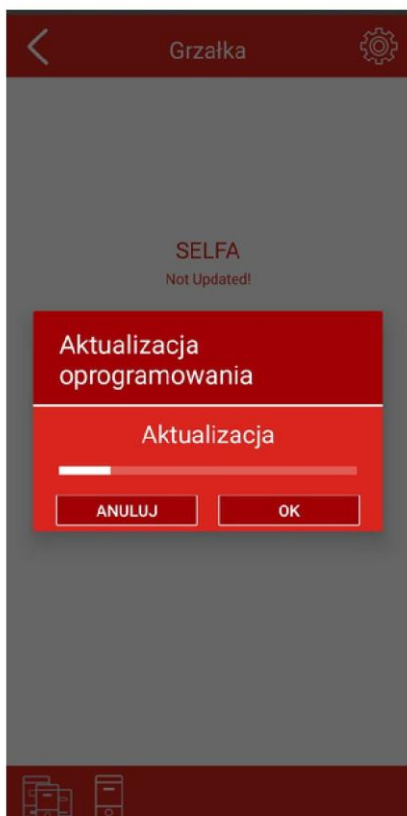 Grzałka
SELFA
Not Updated!
Aktualizacja
oprogramowania
Aktualizacja
ANULUJ OK